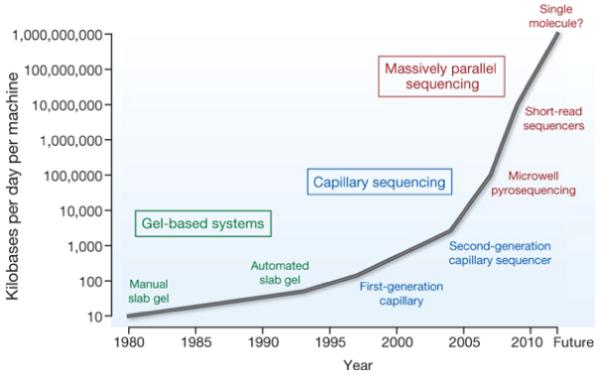 Single
molecule?
1,000,000,000
100,000,000
10,000,000
1,000,000
100,0000
10,000
1,000
100
10
Kilobases per day per machine
Massively parallel
sequencing
Short-read
sequencers
Microwell
pyrosequencing
Capillary sequencing
Gel-based systems
Second-generation
capillary sequencer
Automated
slab gel
Manual
slab gel
First-generation
capillary
1980 1985 1990 1995 2000 2005 2010 Future
Year